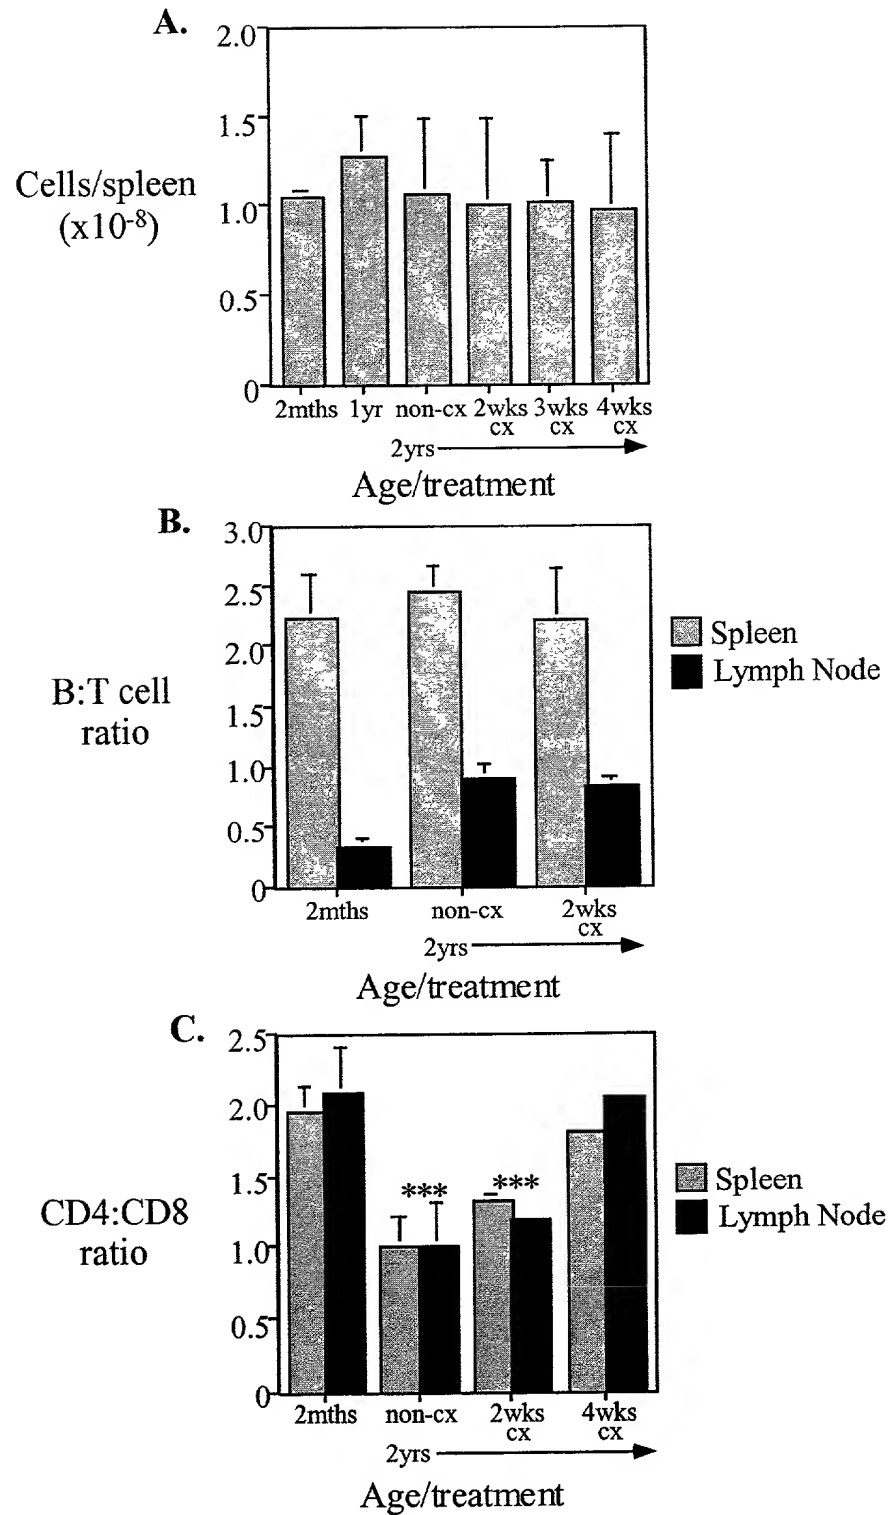 A.
2.0
1.5
1.0
0.5
0
Cells/spleen
(x10-8)
2mths 1yr non-cx 2wks 3wks 4wks
cx cx cx
2yrs
Age/treatment
B.
3.0
2.5
2.0
1.5
1.0
0.5
0
B:T cell
ratio
Spleen
Lymph Node
2mths non-cx 2wks
cx
2yrs
Age/treatment
C.
2.5
2.0
1.5
1.0
0.5
0
CD4:CD8
ratio
*** ***
Spleen
Lymph Node
2mths non-cx 2wks 4wks
cx cx
2yrs
Age/treatment